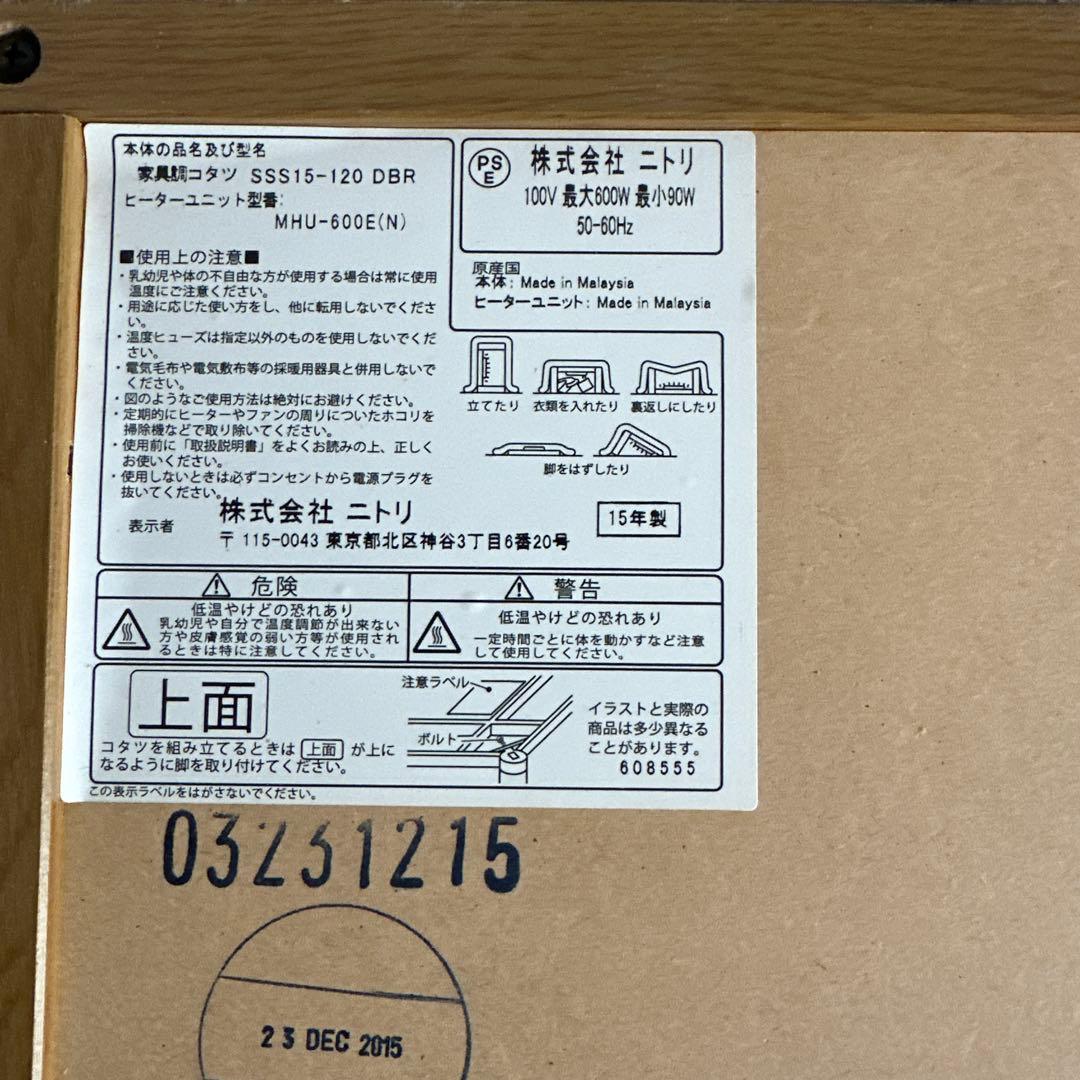 本体の品名及び型名
家具調コタツ SSS15-120 DBR
ヒーターユニット型番:
MHU-600E(N)
■使用上の注意■
・乳幼児や体の不自由な方が使用する場合は常に使用
温度にご注意ください。
・用途に応じた使い方をし、他に転用しないでくださ
い。
・温度ヒューズは指定以外のものを使用しないでくだ
さい。
・電気毛布や電気敷布等の採暖用器具と併用しないで
ください。
・図のようなご使用方法は絶対にお避けください。
・定期的にヒーターやファンの周りについたホコリを
掃除機などで取り除いてください。
・使用前に「取扱説明書」をよくお読みの上、正しく
お使いください。
・使用しないときは必ずコンセントから電源プラグを
抜いてください。
PS
E
株式会社 ニトリ
100V 最大600W 最小90W
50-60Hz
原産国
本体: Made in Malaysia
ヒーターユニット: Made in Malaysia
立てたり 衣類を入れたり 裏返しにしたり
脚をはずしたり
表示者 株式会社 ニトリ
〒115-0043 東京都北区神谷3丁目6番20号
15年製
危険
低温やけどの恐れあり
乳幼児や自分で温度調節が出来ない
方や皮膚感覚の弱い方等が使用され
るときは特に注意してください。
警告
低温やけどの恐れあり
一定時間ごとに体を動かすなど注意
して使用してください。
上面
コタツを組み立てるときは 上面 が上に
なるように脚を取り付けてください。
注意ラベル
ボルト
イラストと実際の
商品は多少異なる
ことがあります。
608555
この表示ラベルをはがさないでください。
03231215
23 DEC 2015